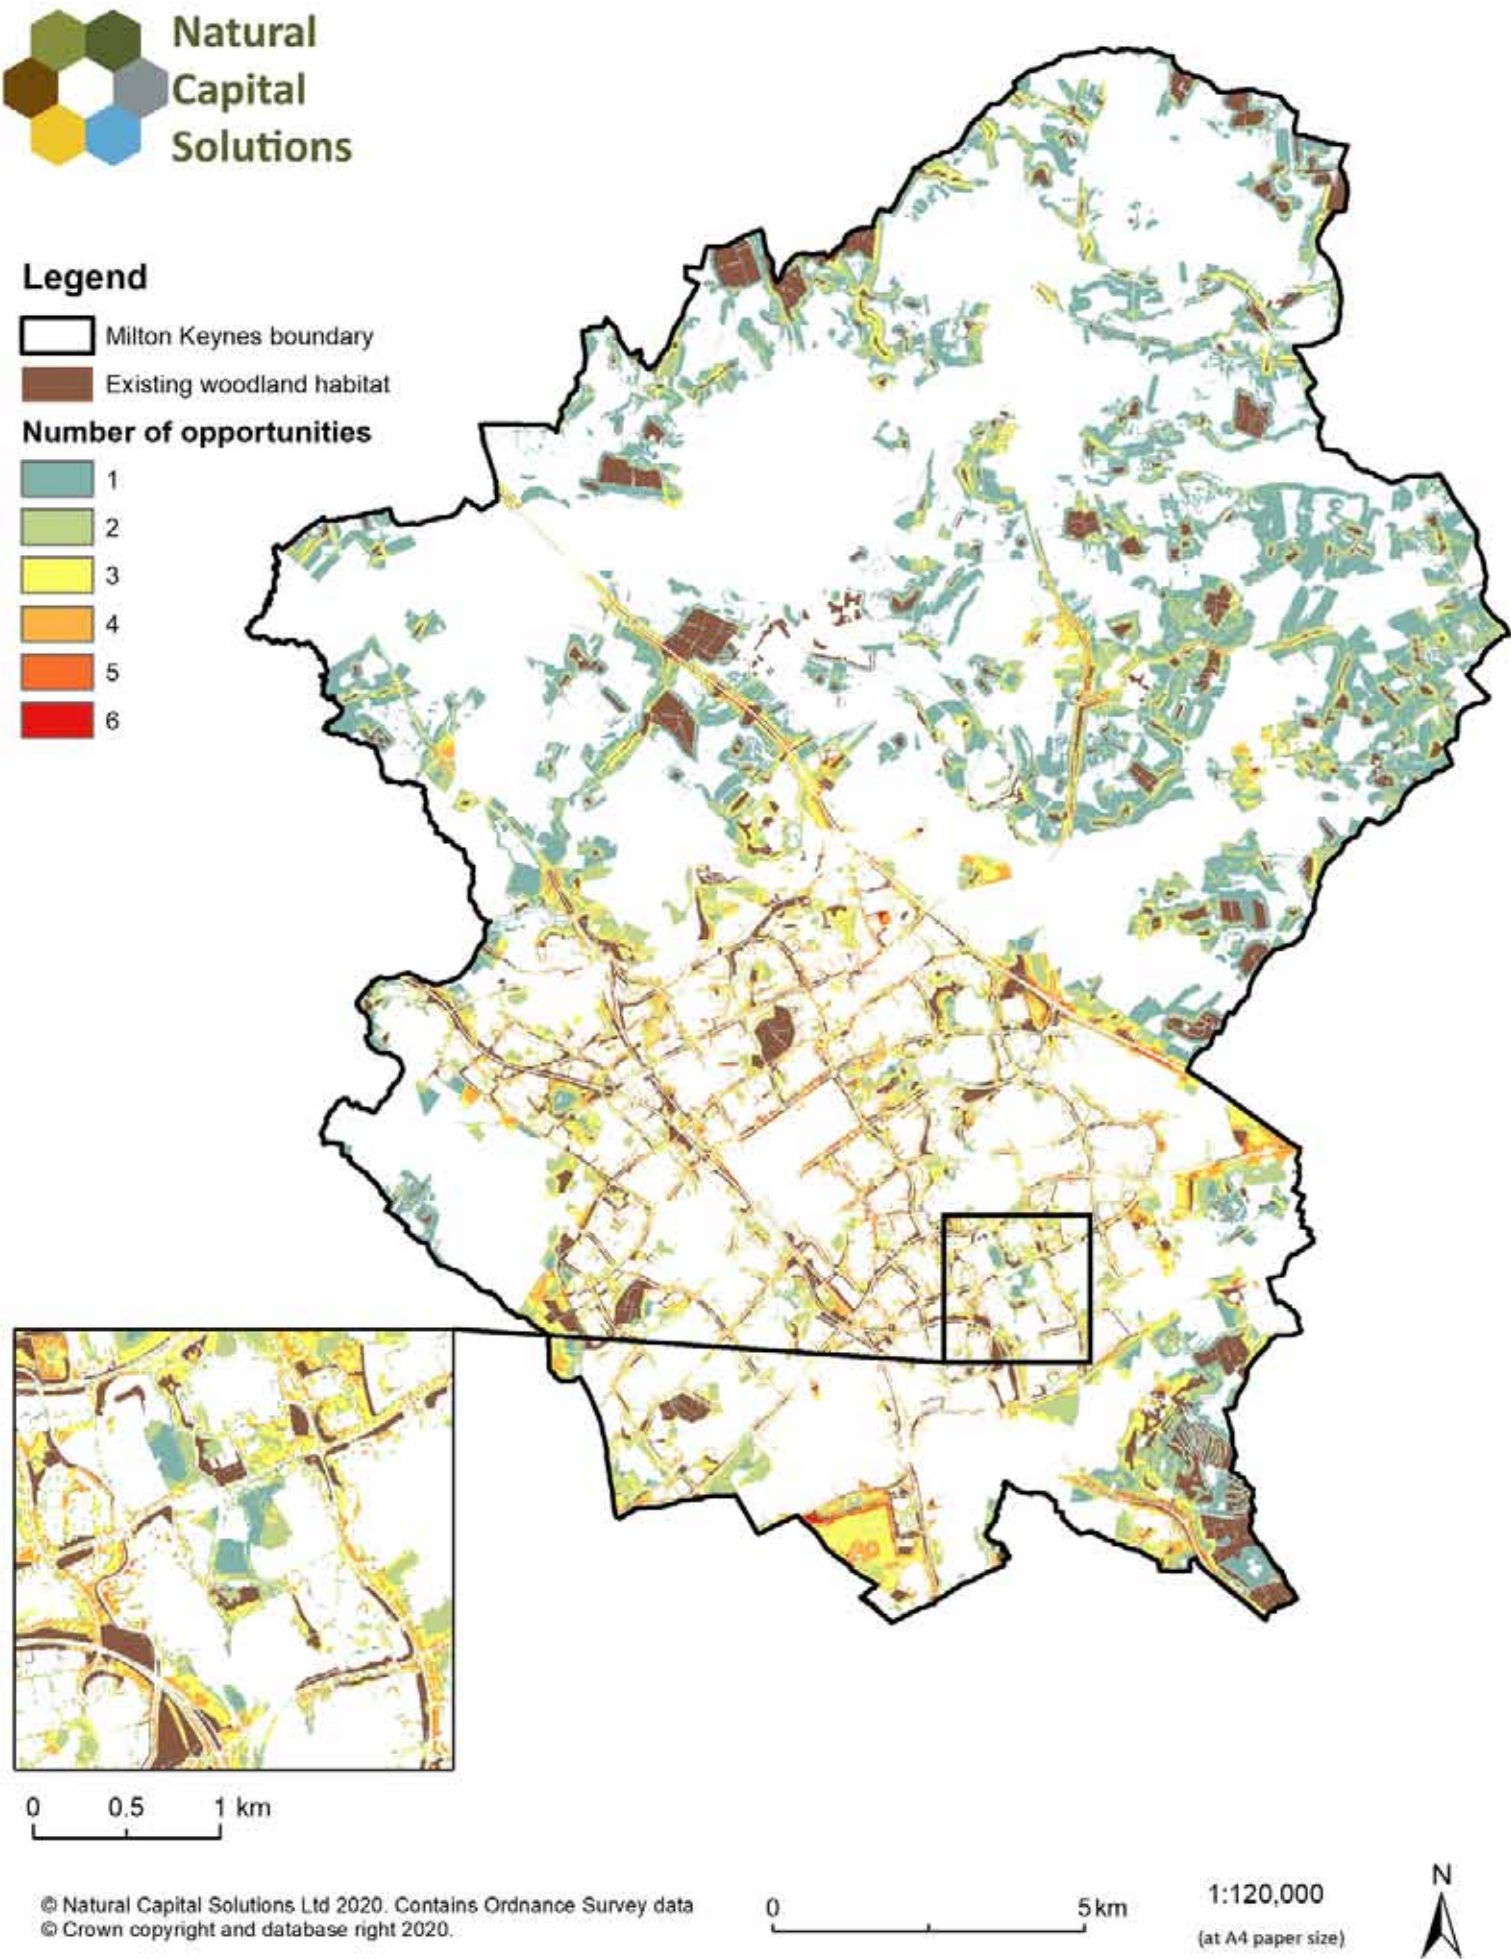 Natural
Capital
Solutions
Legend
Milton Keynes boundary
Existing woodland habitat
Number of opportunities
1
2
3
4
5
6
0 0.5 1 km
© Natural Capital Solutions Ltd 2020. Contains Ordnance Survey data
© Crown copyright and database right 2020.
0 5 km
1:120,000
(at A4 paper size)
N